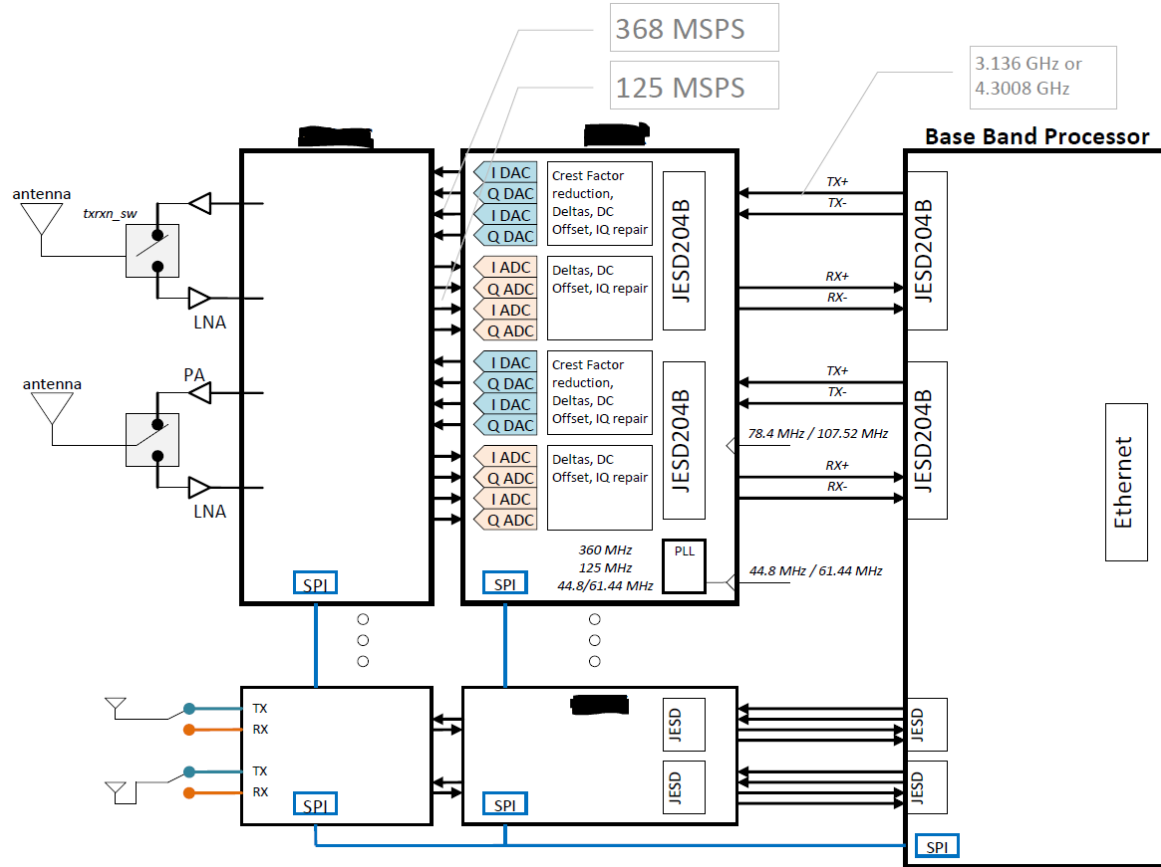 368 MSPS
125 MSPS
3.136 GHz or
4.3008 GHz
Base Band Processor
antenna
txrxn_sw
LNA
antenna
PA
LNA
SPI
I DAC
Q DAC
I DAC
Q DAC
Crest Factor
reduction,
Deltas, DC
Offset, IQ repair
I ADC
Q ADC
I ADC
Q ADC
Deltas, DC
Offset, IQ repair
JESD204B
I DAC
Q DAC
I DAC
Q DAC
Crest Factor
reduction,
Deltas, DC
Offset, IQ repair
I ADC
Q ADC
I ADC
Q ADC
Deltas, DC
Offset, IQ repair
JESD204B
SPI
360 MHz
125 MHz
44.8/61.44 MHz
PLL
TX+
TX-
RX+
RX-
TX+
TX-
78.4 MHz / 107.52 MHz
RX+
RX-
44.8 MHz / 61.44 MHz
JESD204B
JESD204B
Ethernet
TX
RX
TX
RX
SPI
JESD
JESD
SPI
JESD
JESD
SPI